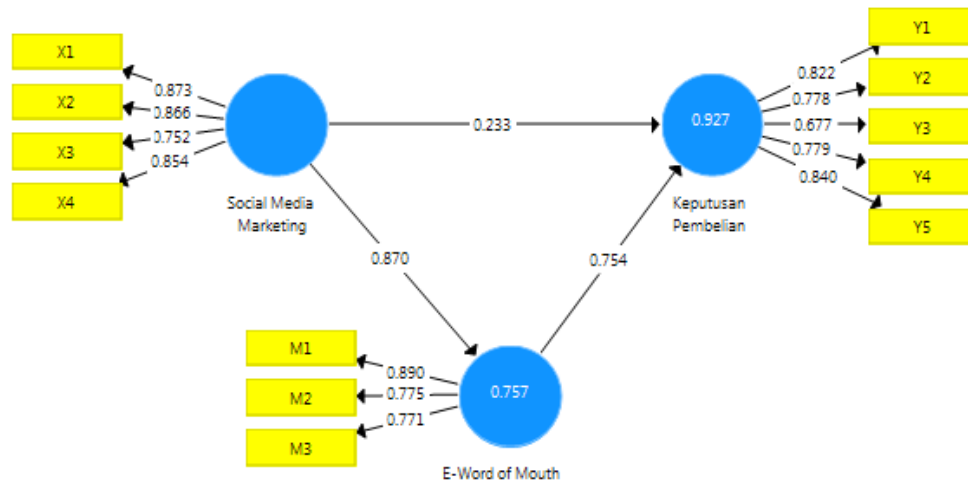 X1
X2
X3
X4
0.873
0.866
0.752
0.854
Social Media
Marketing
0.233
0.870
0.754
0.927
Keputusan
Pembelian
0.822
0.778
0.677
0.779
0.840
Y1
Y2
Y3
Y4
Y5
M1
M2
M3
0.890
0.775
0.771
0.757
E-Word of Mouth